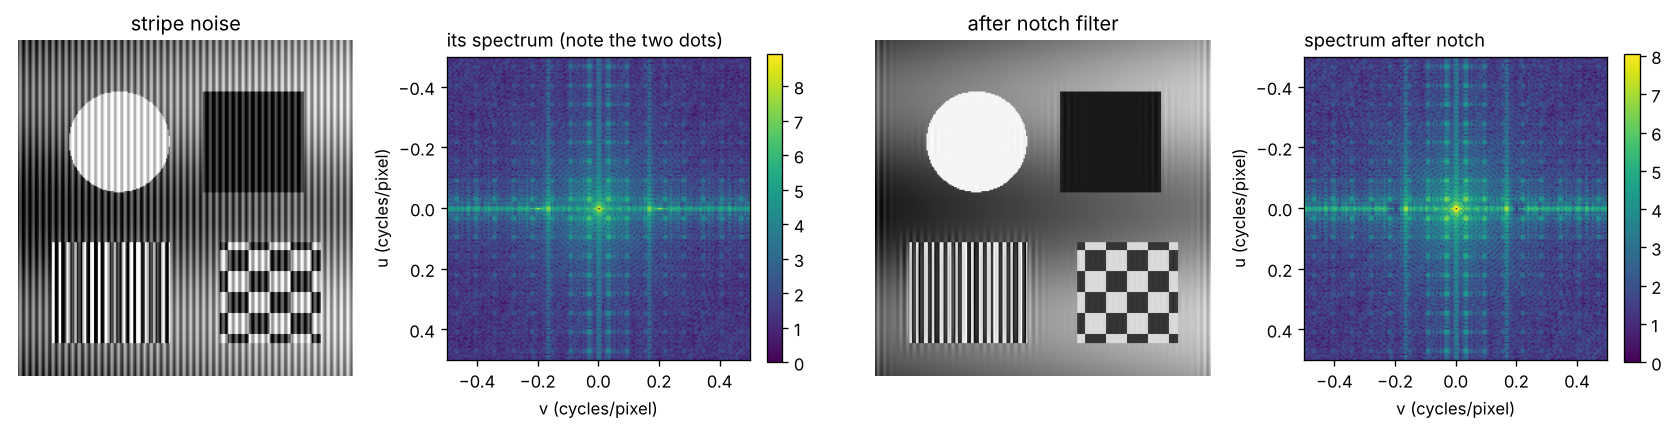 stripe noise
its spectrum (note the two dots)
−0.4
−0.2
0.0
0.2
0.4
u (cycles/pixel)
−0.4 −0.2 0.0 0.2 0.4
v (cycles/pixel)
8
7
6
5
4
3
2
1
0
after notch filter
spectrum after notch
−0.4
−0.2
0.0
0.2
0.4
u (cycles/pixel)
−0.4 −0.2 0.0 0.2 0.4
v (cycles/pixel)
8
7
6
5
4
3
2
1
0